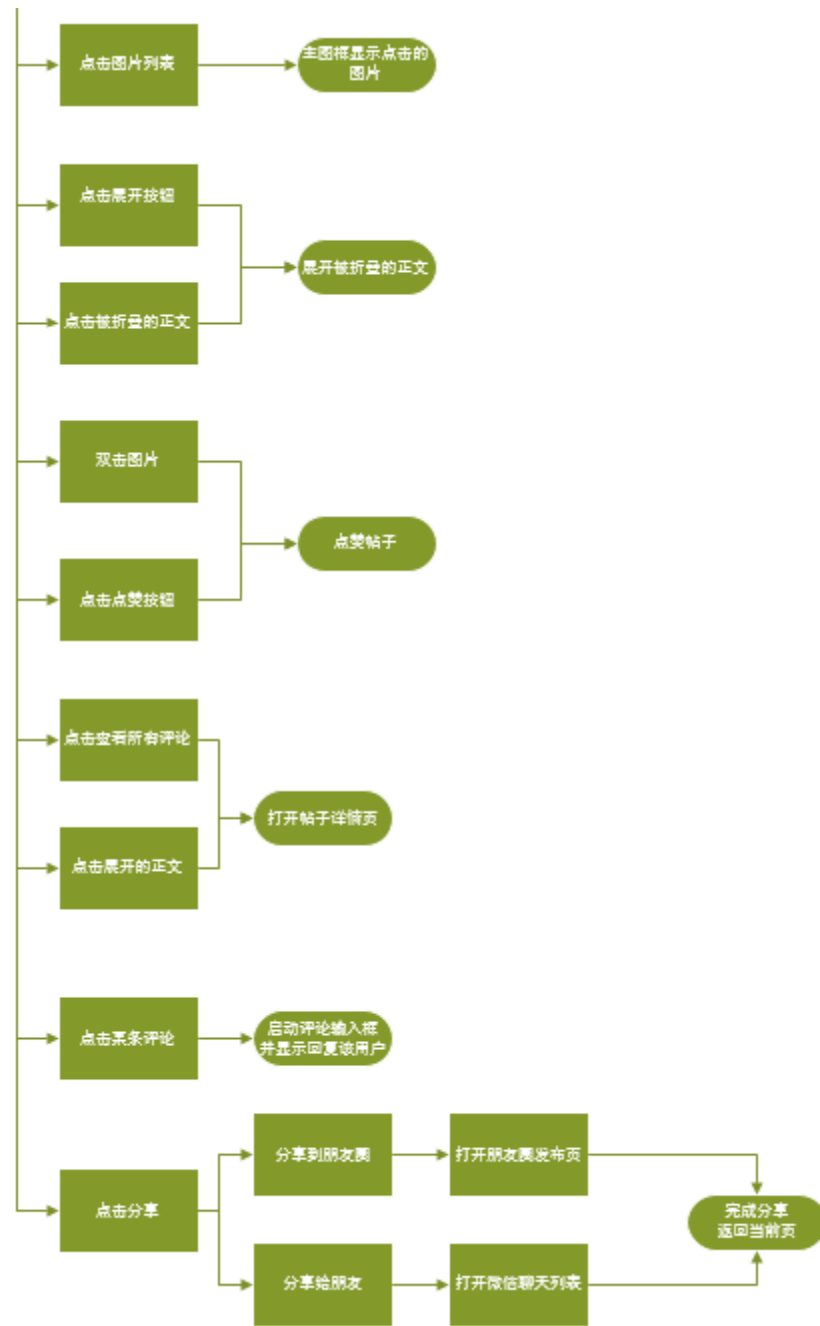 点击图片列表
主图框显示点击的
图片
点击展开按钮
展开被折叠的正文
点击被折叠的正文
双击图片
点赞帖子
点击点赞按钮
点击查看所有评论
打开帖子详情页
点击展开的正文
点击某条评论
启动评论输入框
并显示回复该用户
分享到朋友圈
打开朋友圈发布页
点击分享
完成分享
返回当前页
分享给朋友
打开微信聊天列表